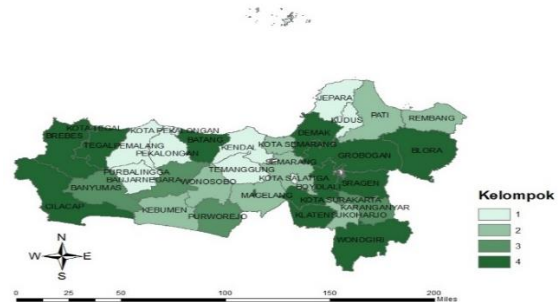 JEPARA
KUDUS
PATI
REMBANG
KOTA TEGAL
KOTA PEKALONGAN
BREBES
TEGAL
PEMALANG
BATANG
PEKALONGAN
KENDAL
KOTA SEMARANG
DEMAK
GROBOGAN
BLORA
PURBALINGGA
BANJARNEGARA
BANYUMAS
WONOSOBO
TEMANGGUNG
SEMARANG
KOTA SALATIGA
BOYOLALI
SRAGEN
CILACAP
KEBUMEN
PURWOREJO
MAGELANG
KOTA SURAKARTA
KARANGANYAR
KLATEN
SUKOHARJO
WONOGIRI
Kelompok
1
2
3
4
N
W
E
S
0
50
100
150
200
Miles